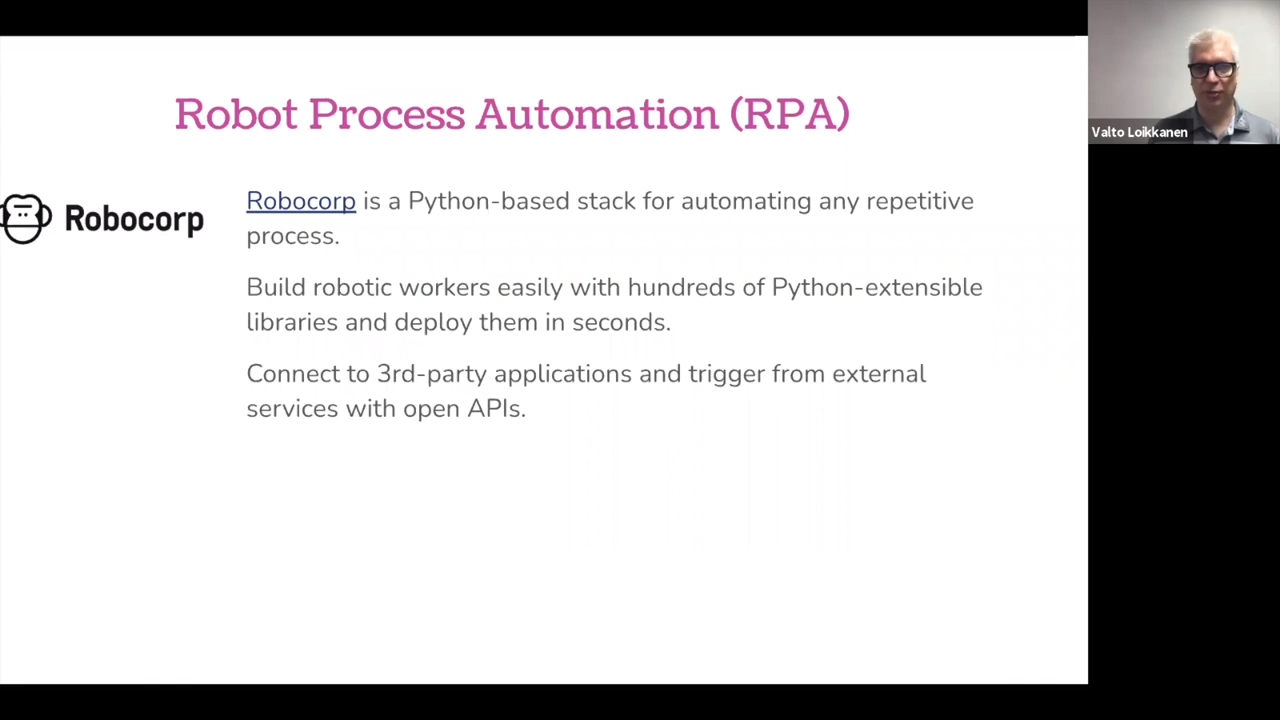 Robot Process Automation (RPA)
Robocorp
Robocorp is a Python-based stack for automating any repetitive
process.
Build robotic workers easily with hundreds of Python-extensible
libraries and deploy them in seconds.
Connect to 3rd-party applications and trigger from external
services with open APIs.
Valto Loikkanen